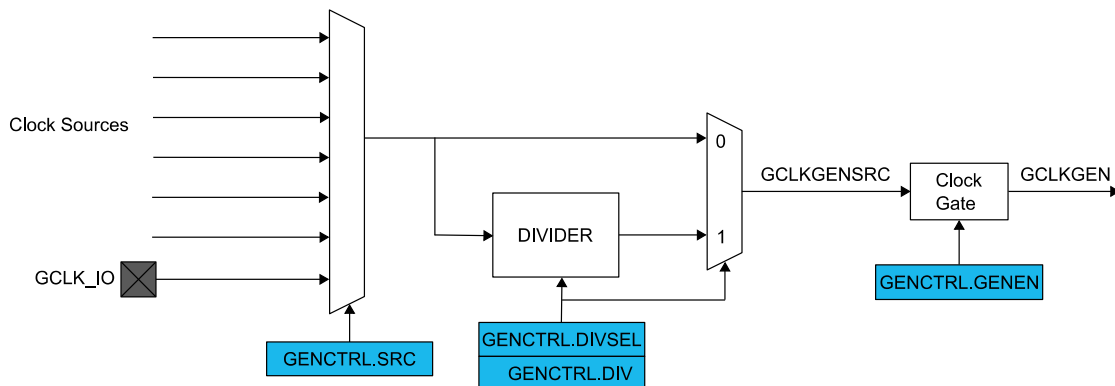 Clock Sources
GCLK_IO
GENCTRL.SRC
DIVIDER
GENCTRL.DIVSEL
GENCTRL.DIV
0
1
GCLKGENSRC
Clock
Gate
GCLKGEN
GENCTRL.GENEN